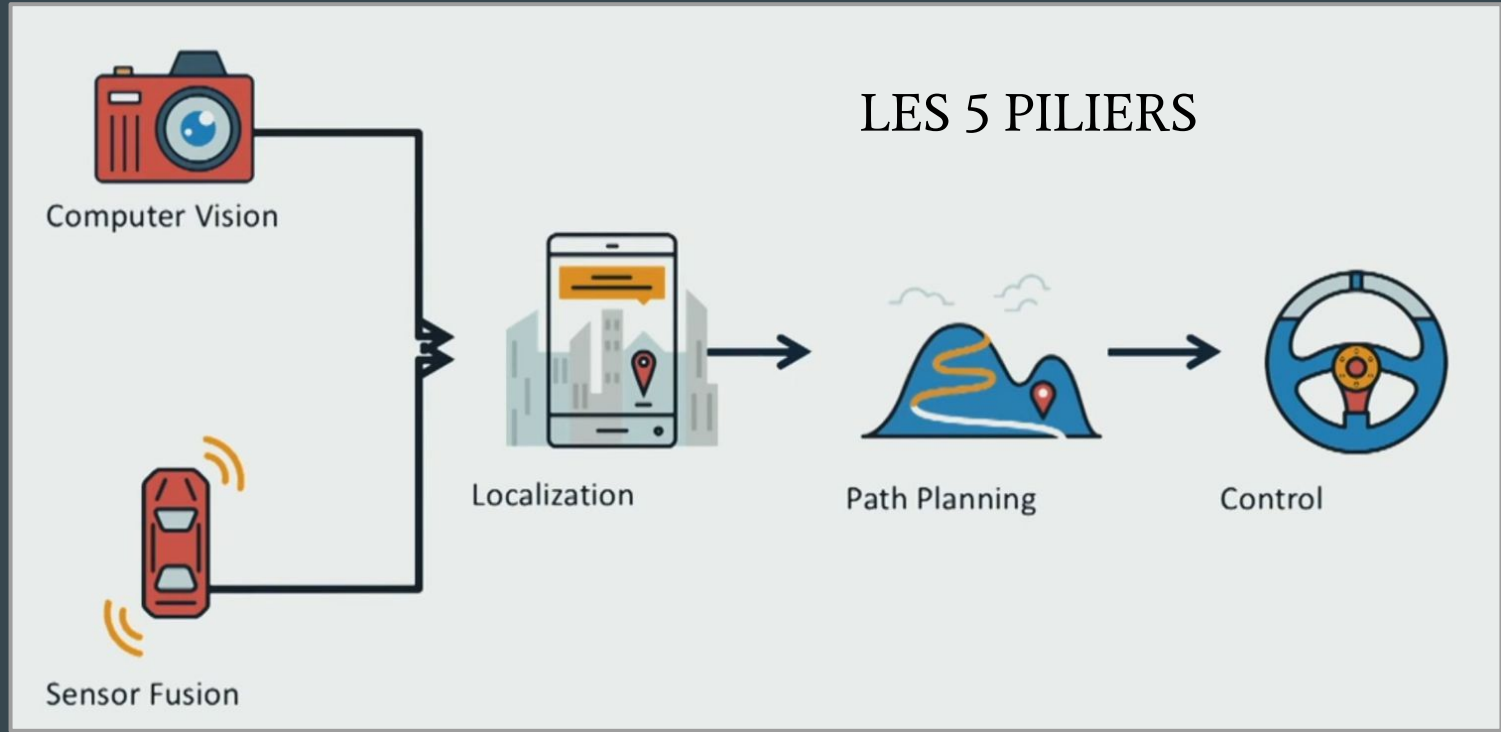 LES 5 PILIERS
Computer Vision
Localization
Path Planning
Control
Sensor Fusion